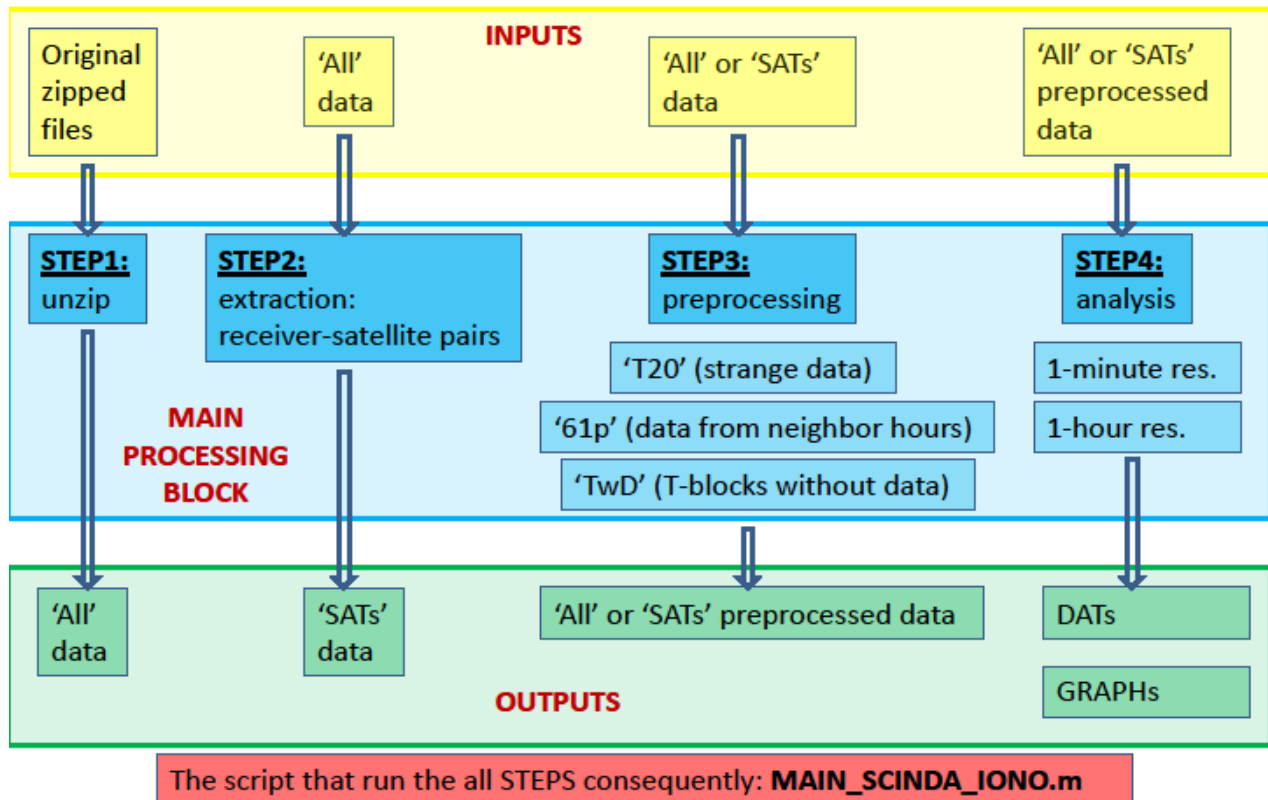 INPUTS
Original
zipped
files
‘All’
data
‘All’ or ‘SATs’
data
‘All’ or ‘SATs’
preprocessed
data
STEP1:
unzip
STEP2:
extraction:
receiver-satellite pairs
STEP3:
preprocessing
‘T20’ (strange data)
‘61p’ (data from neighbor hours)
‘TwD’ (T-blocks without data)
STEP4:
analysis
1-minute res.
1-hour res.
MAIN
PROCESSING
BLOCK
‘All’
data
‘SATs’
data
‘All’ or ‘SATs’ preprocessed data
DATs
GRAPHs
OUTPUTS
The script that run the all STEPS consequently: MAIN_SCINDA_IONO.m